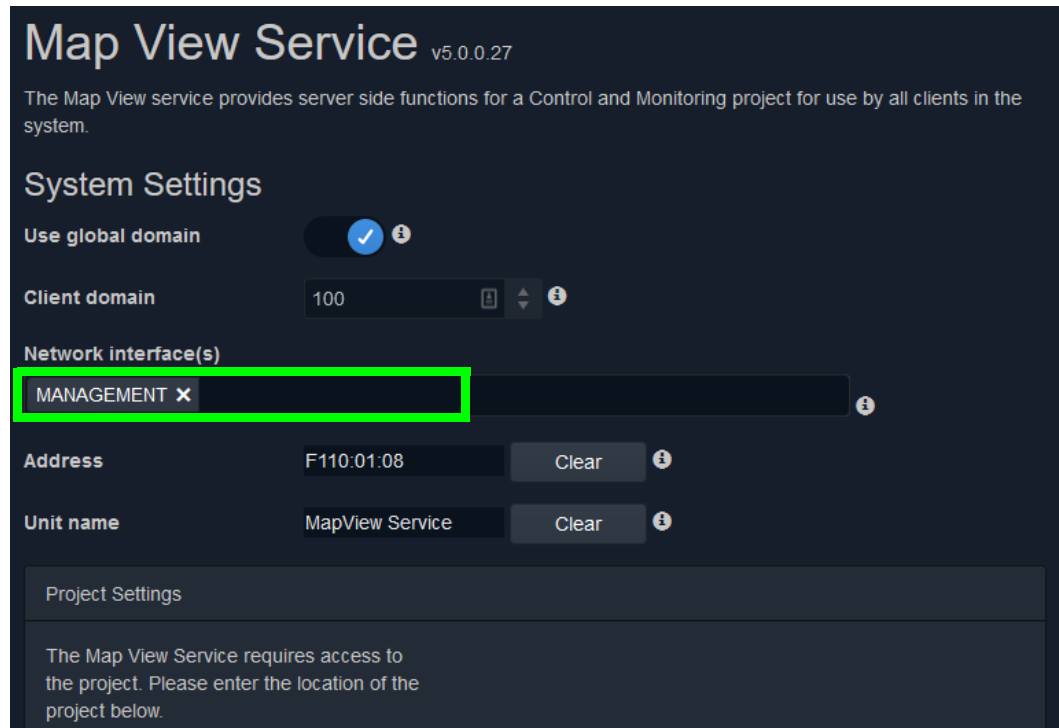 Map View Service v5.0.0.27
The Map View service provides server side functions for a Control and Monitoring project for use by all clients in the
system.
System Settings
Use global domain
Client domain 100
Network interface(s)
MANAGEMENT ✕
Address F110:01:08 Clear
Unit name MapView Service Clear
Project Settings
The Map View Service requires access to
the project. Please enter the location of the
project below.